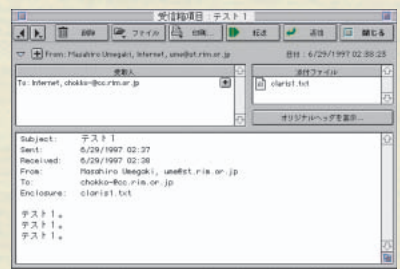 受信箱項目:テスト1
削除 ファイル 印刷... 転送 返信 閉じる
From: Masahiro Umegaki, Internet, ume@st.rim.or.jp 日付:6/29/1997 02:38:23
受取人 添付ファイル
To: Internet, chokko-@cc.rim.or.jp
claris1.txt
オリジナルヘッダを表示...
Subject: テスト1
Sent: 6/29/1997 02:37
Received: 6/29/1997 02:38
From: Masahiro Umegaki, ume@st.rim.or.jp
To: chokko-@cc.rim.or.jp
Enclosure: claris1.txt
テスト1。
テスト1。
テスト1。